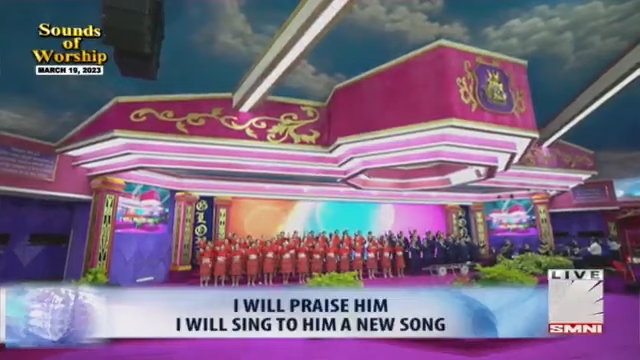 Sounds
of
Worship
MARCH 19, 2023
I WILL PRAISE HIM
I WILL SING TO HIM A NEW SONG
LIVE
SMNI